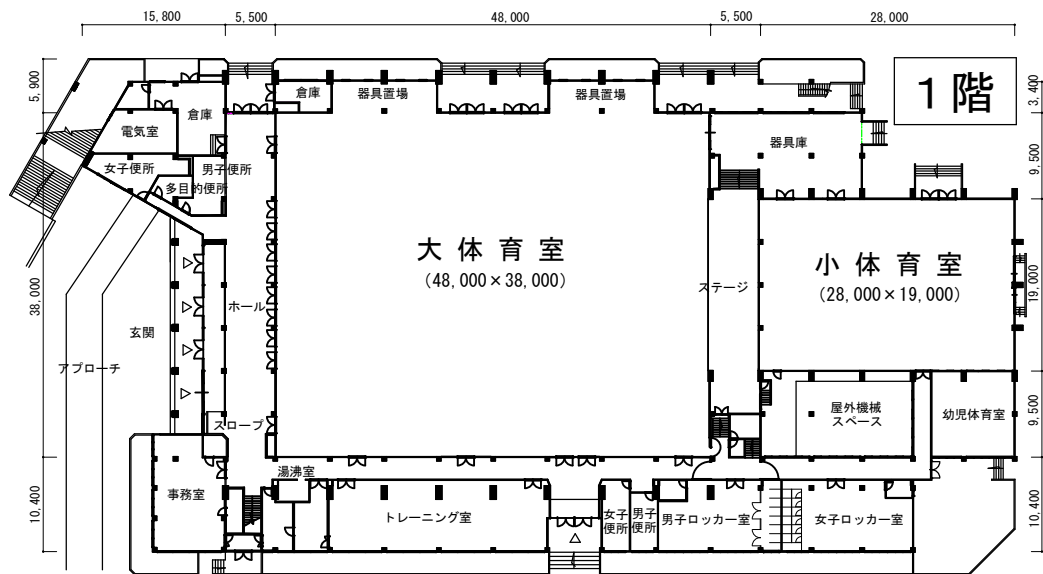 15,800
5,500
48,000
5,500
28,000
5,900
38,000
10,400
3,400
9,500
19,000
9,500
10,400
1階
倉庫
器具置場
器具置場
倉庫
電気室
器具庫
女子便所
男子便所
多目的便所
大体育室
(48,000×38,000)
小体育室
(28,000×19,000)
ステージ
ホール
玄関
アプローチ
スロープ
屋外機械
スペース
幼児体育室
湯沸室
事務室
トレーニング室
女子
便所
男子
便所
男子ロッカー室
女子ロッカー室